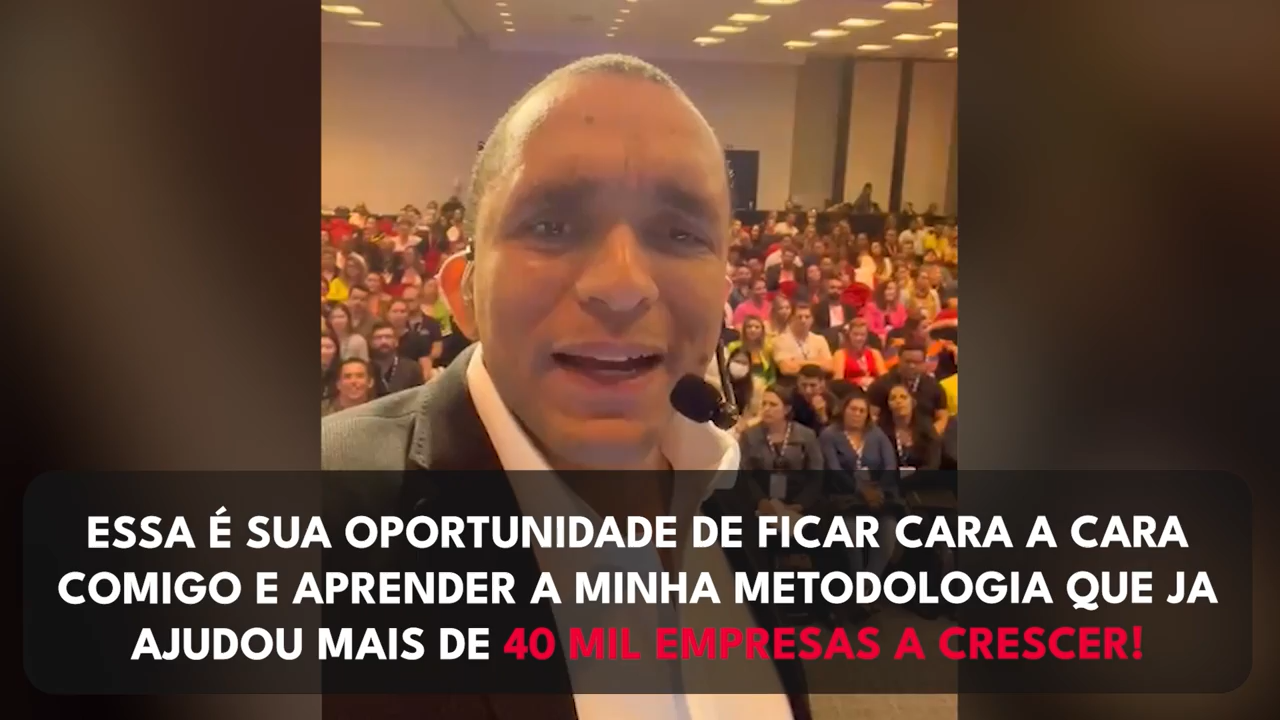 ESSA É SUA OPORTUNIDADE DE FICAR CARA A CARA
COMIGO E APRENDER A MINHA METODOLOGIA QUE JA
AJUDOU MAIS DE 40 MIL EMPRESAS A CRESCER!